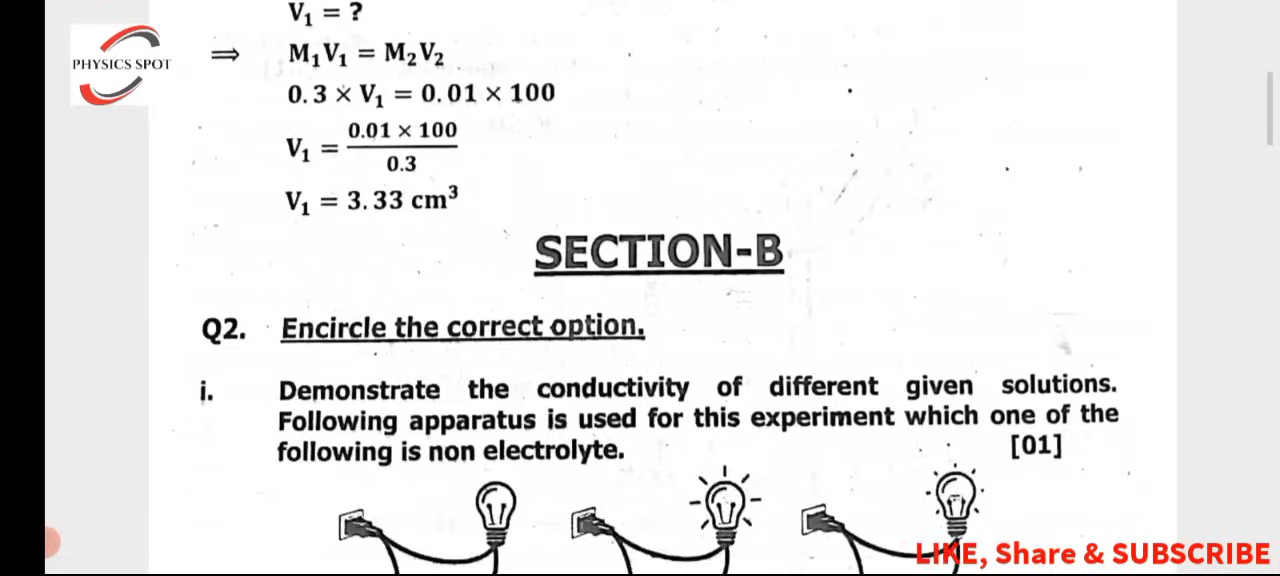 V₁ = ?
PHYSICS SPOT
⇒ M₁V₁ = M₂V₂
0.3 × V₁ = 0.01 × 100
V₁ = 0.01 × 100 / 0.3
V₁ = 3.33 cm³
SECTION-B
Q2. Encircle the correct option.
i. Demonstrate the conductivity of different given solutions.
Following apparatus is used for this experiment which one of the
following is non electrolyte. [01]
LIKE, Share & SUBSCRIBE